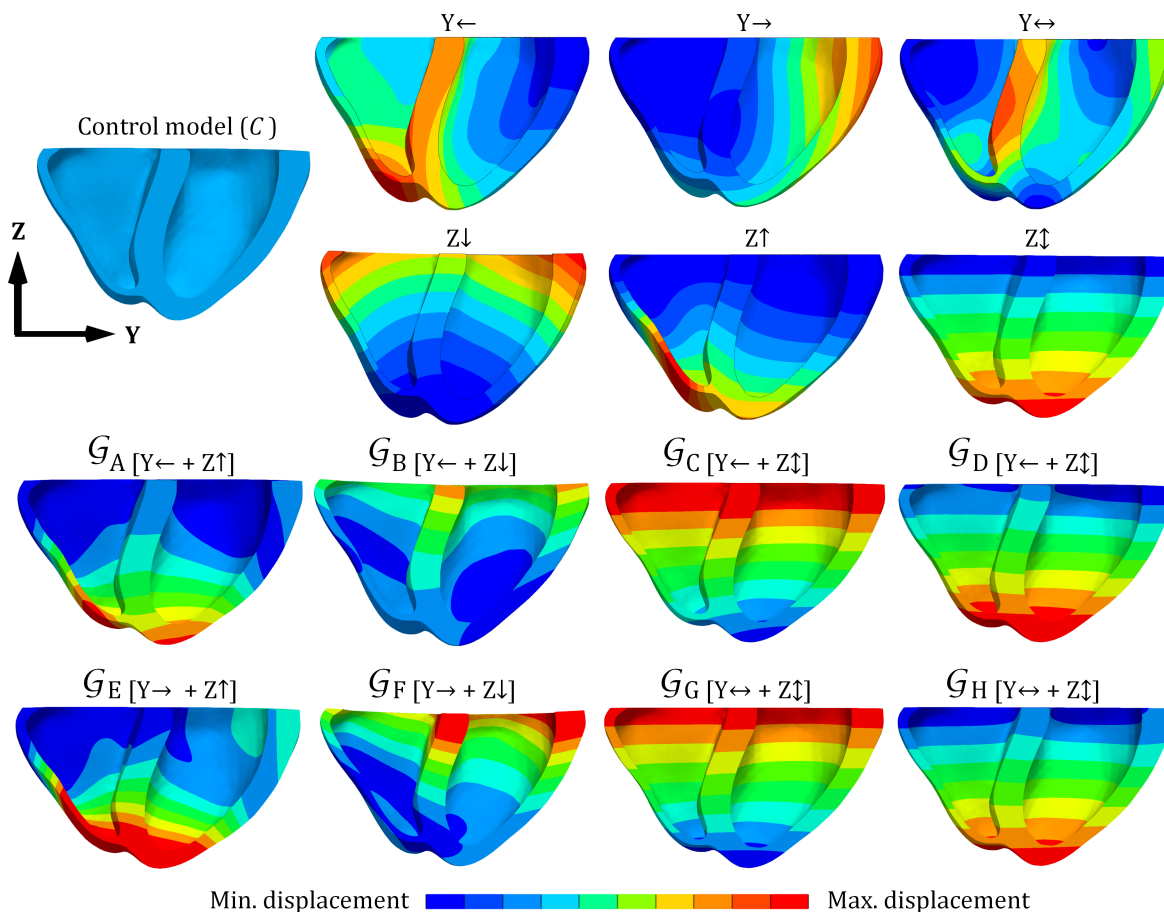 Y← Y→ Y↔
Control model (C )
Z
Y
Z↓ Z↑ Z↕
𝒢A [Y← + Z↑] 𝒢B [Y← + Z↓] 𝒢C [Y← + Z↕] 𝒢D [Y← + Z↕]
𝒢E [Y→ + Z↑] 𝒢F [Y→ + Z↓] 𝒢G [Y↔ + Z↕] 𝒢H [Y↔ + Z↕]
Min. displacement Max. displacement